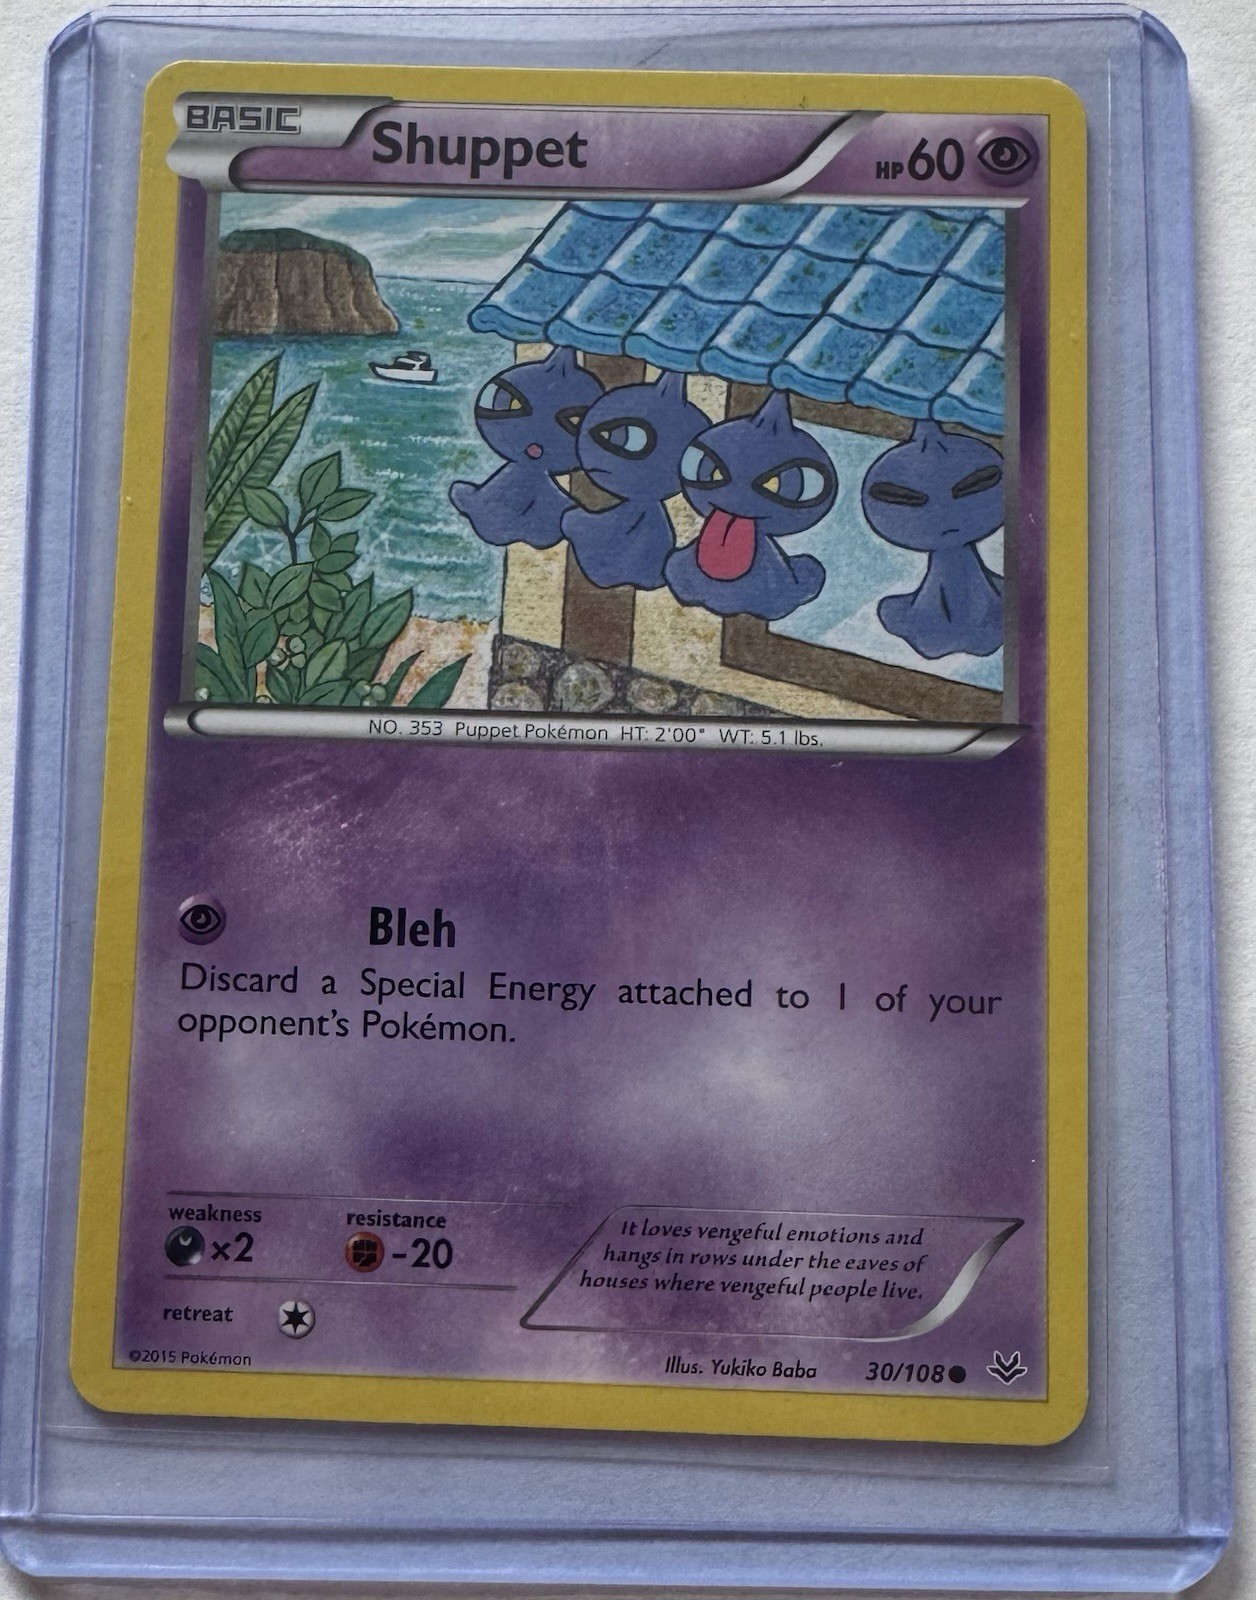 BASIC
Shuppet
HP60
NO. 353 Puppet Pokémon HT: 2'00" WT: 5.1 lbs.
Bleh
Discard a Special Energy attached to 1 of your
opponent's Pokémon.
weakness
×2
resistance
-20
retreat
It loves vengeful emotions and
hangs in rows under the eaves of
houses where vengeful people live.
©2015 Pokémon
Illus. Yukiko Baba
30/108